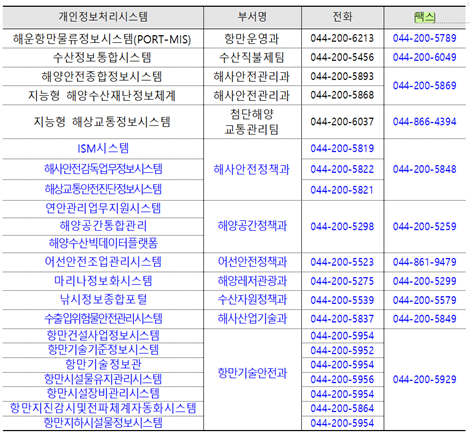 개인정보처리시스템 부서명 전화 팩스
해운항만물류정보시스템(PORT-MIS) 항만운영과 044-200-6213 044-200-5789
수산정보통합시스템 수산직불제팀 044-200-5456 044-200-6049
해양안전종합정보시스템 해사안전관리과 044-200-5893 044-200-5869
지능형 해양수산재난정보체계 해사안전관리과 044-200-5868
지능형 해상교통정보시스템 첨단해양 044-200-6037 044-866-4394
교통관리팀
ISM시스템 해사안전정책과 044-200-5819 044-200-5848
해사안전감독업무정보시스템 044-200-5822
해상교통안전진단정보시스템 044-200-5821
연안관리업무지원시스템 해양공간정책과 044-200-5298 044-200-5259
해양공간통합관리
해양수산빅데이터플랫폼
어선안전조업관리시스템 어선안전정책과 044-200-5523 044-861-9479
마리나정보화시스템 해양레저관광과 044-200-5275 044-200-5299
낚시정보종합포털 수산자원정책과 044-200-5539 044-200-5579
수출입위험물안전관리시스템 해사산업기술과 044-200-5837 044-200-5849
항만건설사업정보시스템 항만기술안전과 044-200-5954 044-200-5929
항만기술기준정보시스템 044-200-5952
항만기술정보관 044-200-5954
항만시설물유지관리시스템 044-200-5956
항만시설장비관리시스템 044-200-5954
항만지진감시및전파체계자동화시스템 044-200-5864
항만지하시설물정보시스템 044-200-5954